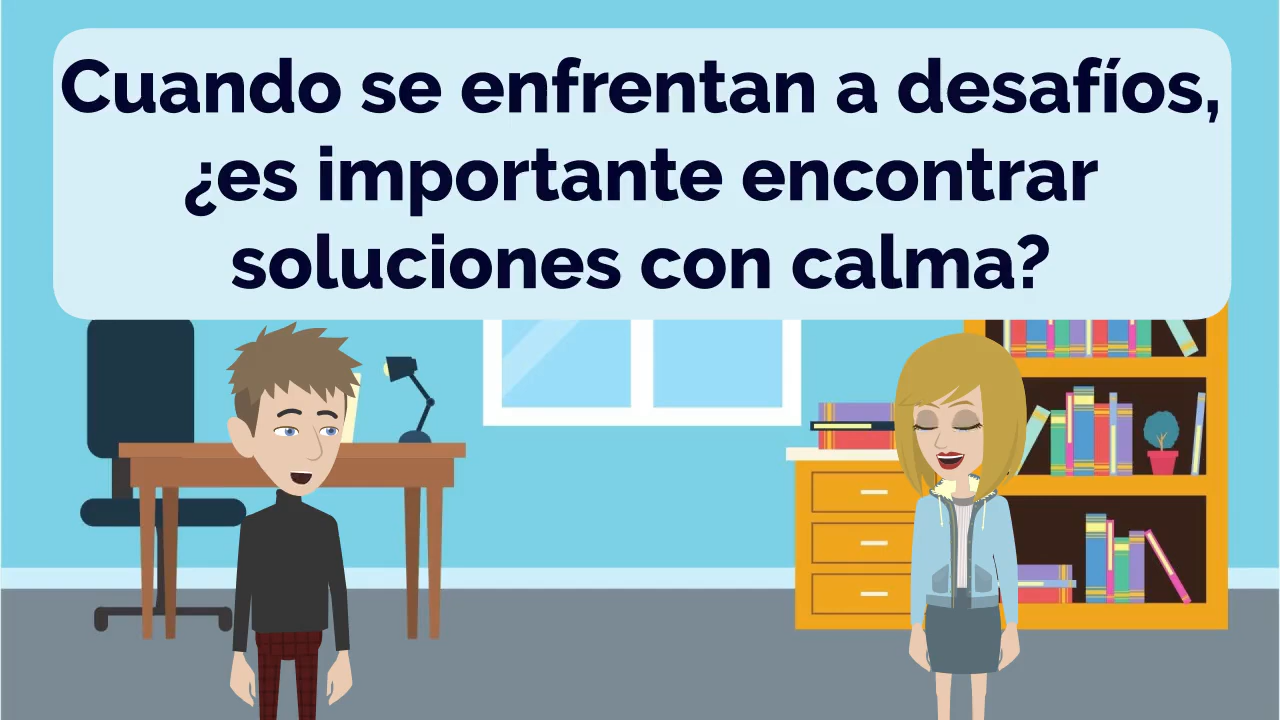 Cuando se enfrentan a desafíos,
¿es importante encontrar
soluciones con calma?